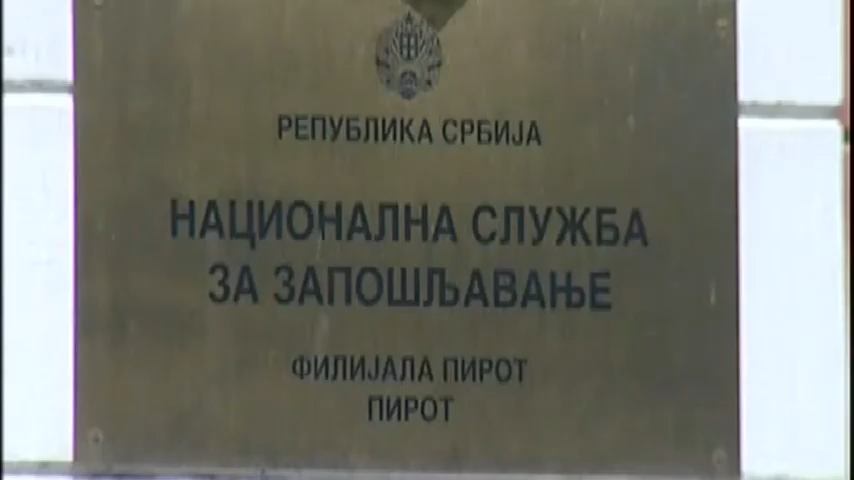 РЕПУБЛИКА СРБИЈА
НАЦИОНАЛНА СЛУЖБА
ЗА ЗАПОШЉАВАЊЕ
ФИЛИЈАЛА ПИРОТ
ПИРОТ